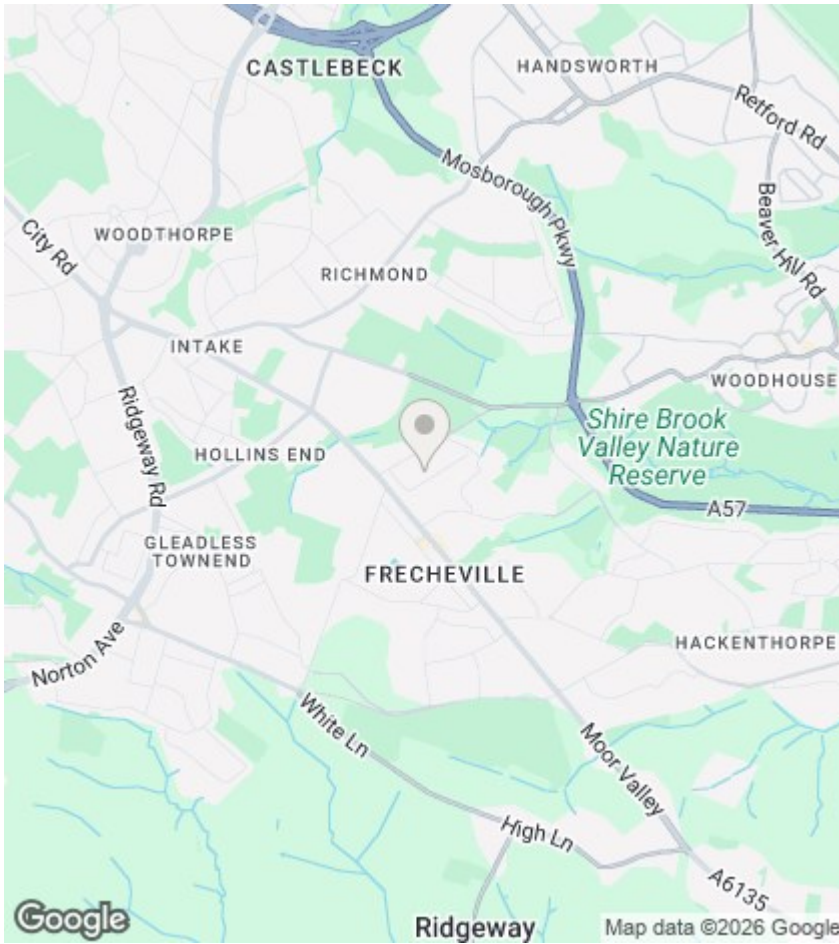 CASTLEBECK
HANDSWORTH
Retford Rd
Mosborough Pkwy
Beaver Hill Rd
City Rd
WOODTHORPE
RICHMOND
INTAKE
WOODHOUSE
Ridgeway Rd
Shire Brook
Valley Nature
Reserve
HOLLINS END
A57
GLEADLESS
TOWNEND
FRECHEVILLE
HACKENTHORPE
Norton Ave
White Ln
Moor Valley
High Ln
A6135
Google
Ridgeway
Map data ©2026 Google